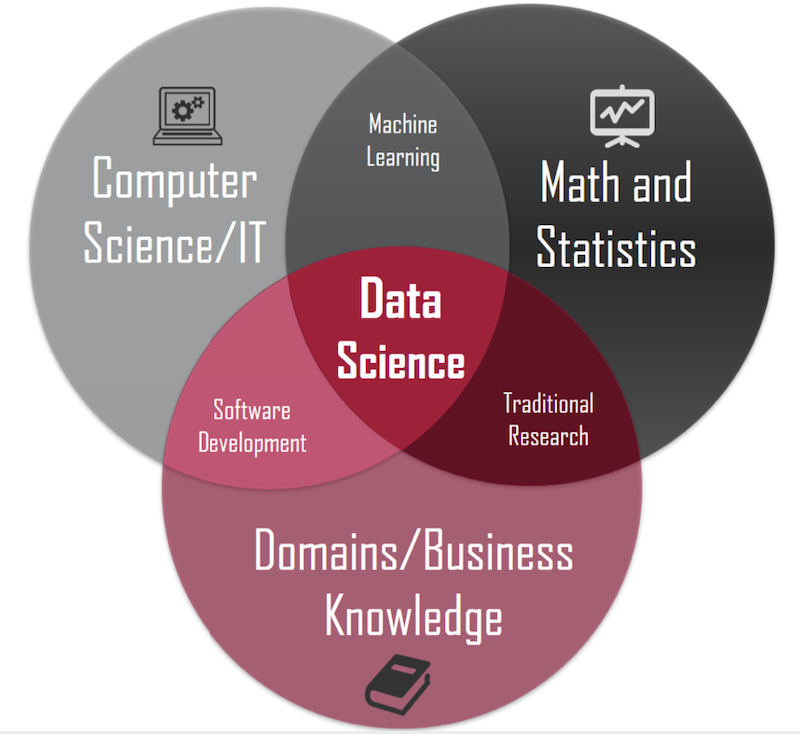 Machine
Learning
Computer
Science/IT
Math and
Statistics
Data
Science
Software
Development
Traditional
Research
Domains/Business
Knowledge